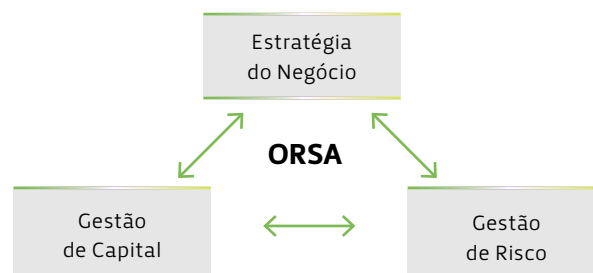 Estratégia
do Negócio
ORSA
Gestão
de Capital
Gestão
de Risco